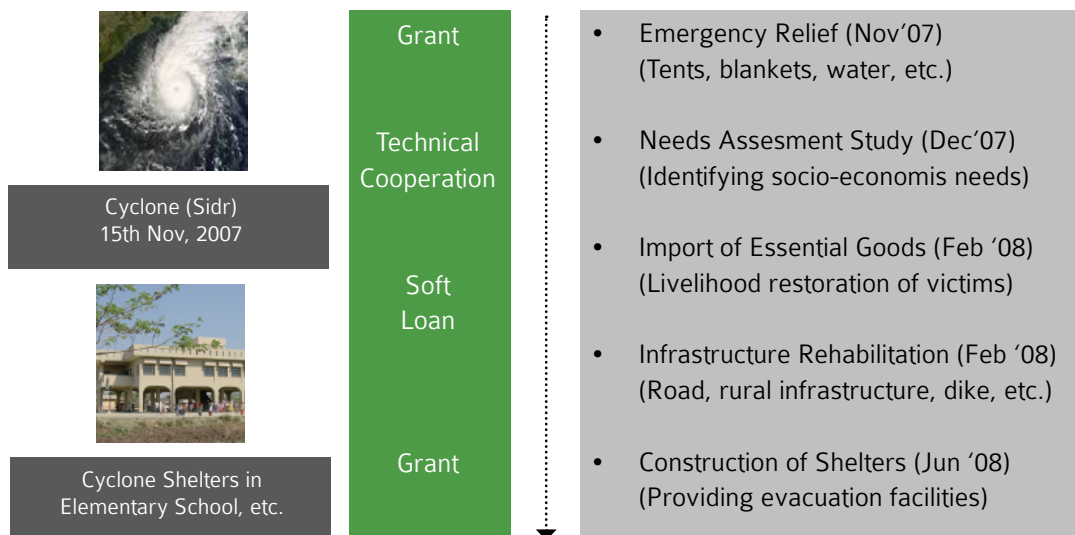 Cyclone (Sidr)
15th Nov, 2007
Cyclone Shelters in
Elementary School, etc.
Grant
Technical
Cooperation
Soft
Loan
Grant
• Emergency Relief (Nov‘07)
(Tents, blankets, water, etc.)
• Needs Assesment Study (Dec‘07)
(Identifying socio-economis needs)
• Import of Essential Goods (Feb ‘08)
(Livelihood restoration of victims)
• Infrastructure Rehabilitation (Feb ‘08)
(Road, rural infrastructure, dike, etc.)
• Construction of Shelters (Jun ‘08)
(Providing evacuation facilities)